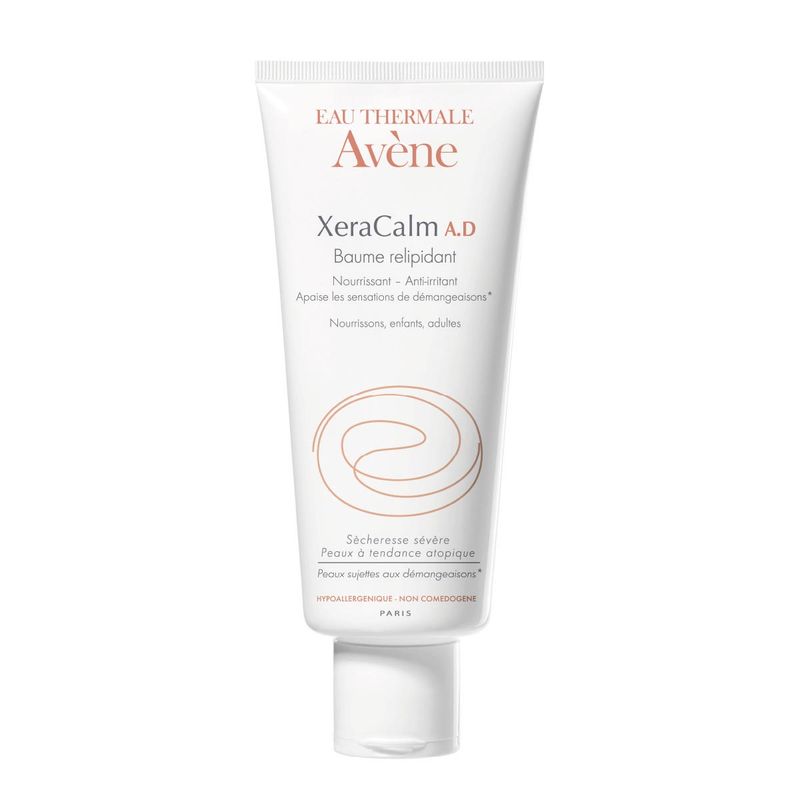 EAU THERMALE
Avène
XeraCalm A.D
Baume relipidant
Nourrissant – Anti-irritant
Apaise les sensations de démangeaisons*
Nourrissons, enfants, adultes
Sècheresse sévère
Peaux à tendance atopique
Peaux sujettes aux démangeaisons*
HYPOALLERGENIQUE - NON COMEDOGÈNE
PARIS